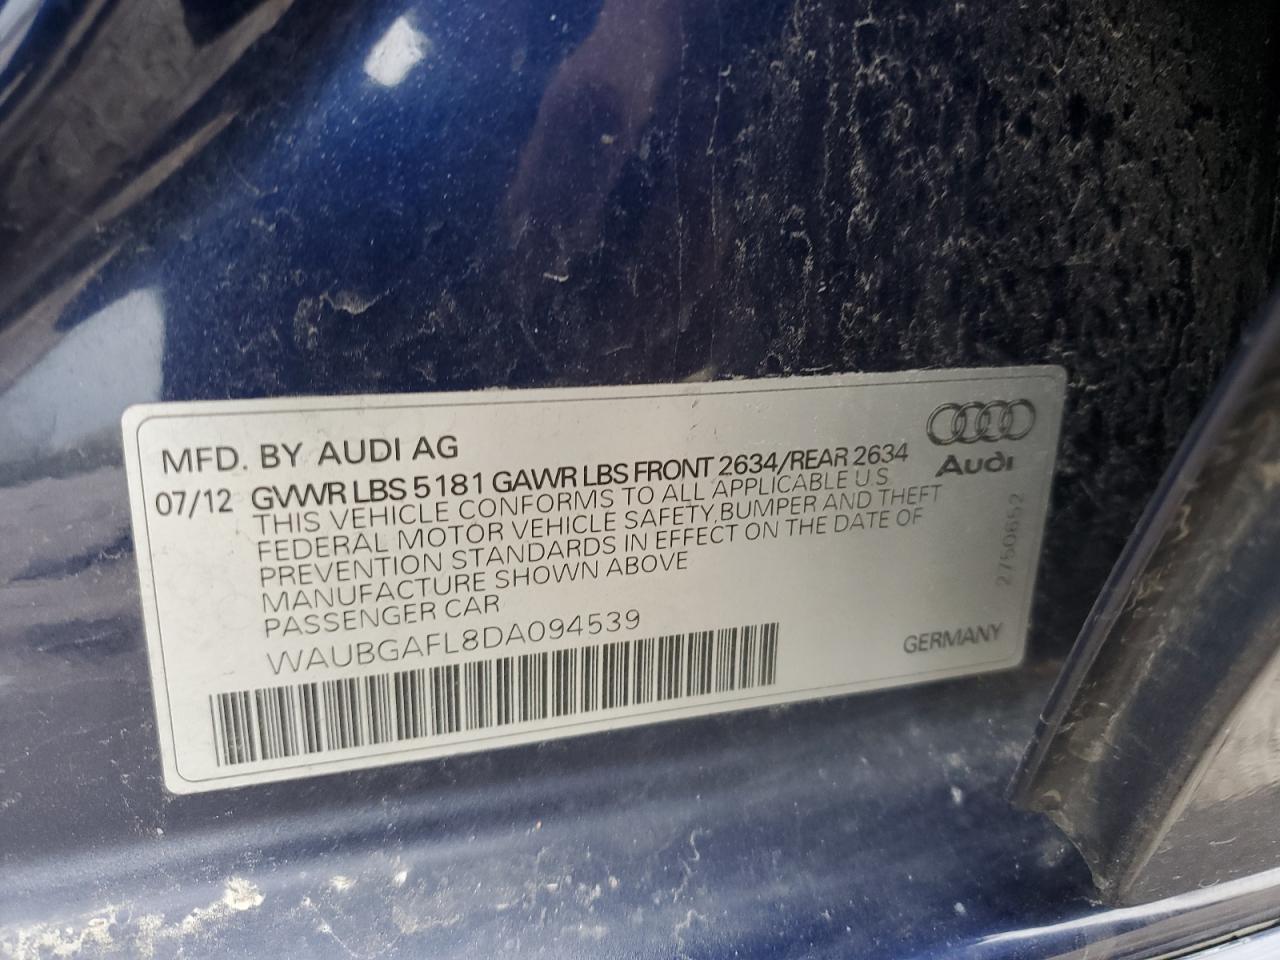 MFD. BY AUDI AG
07/12 GVWR LBS 5181 GAWR LBS FRONT 2634/REAR 2634
THIS VEHICLE CONFORMS TO ALL APPLICABLE U.S
FEDERAL MOTOR VEHICLE SAFETY BUMPER AND THEFT
PREVENTION STANDARDS IN EFFECT ON THE DATE OF
MANUFACTURE SHOWN ABOVE
PASSENGER CAR
WAUBGAFL8DA094539
Audi
2750652
GERMANY